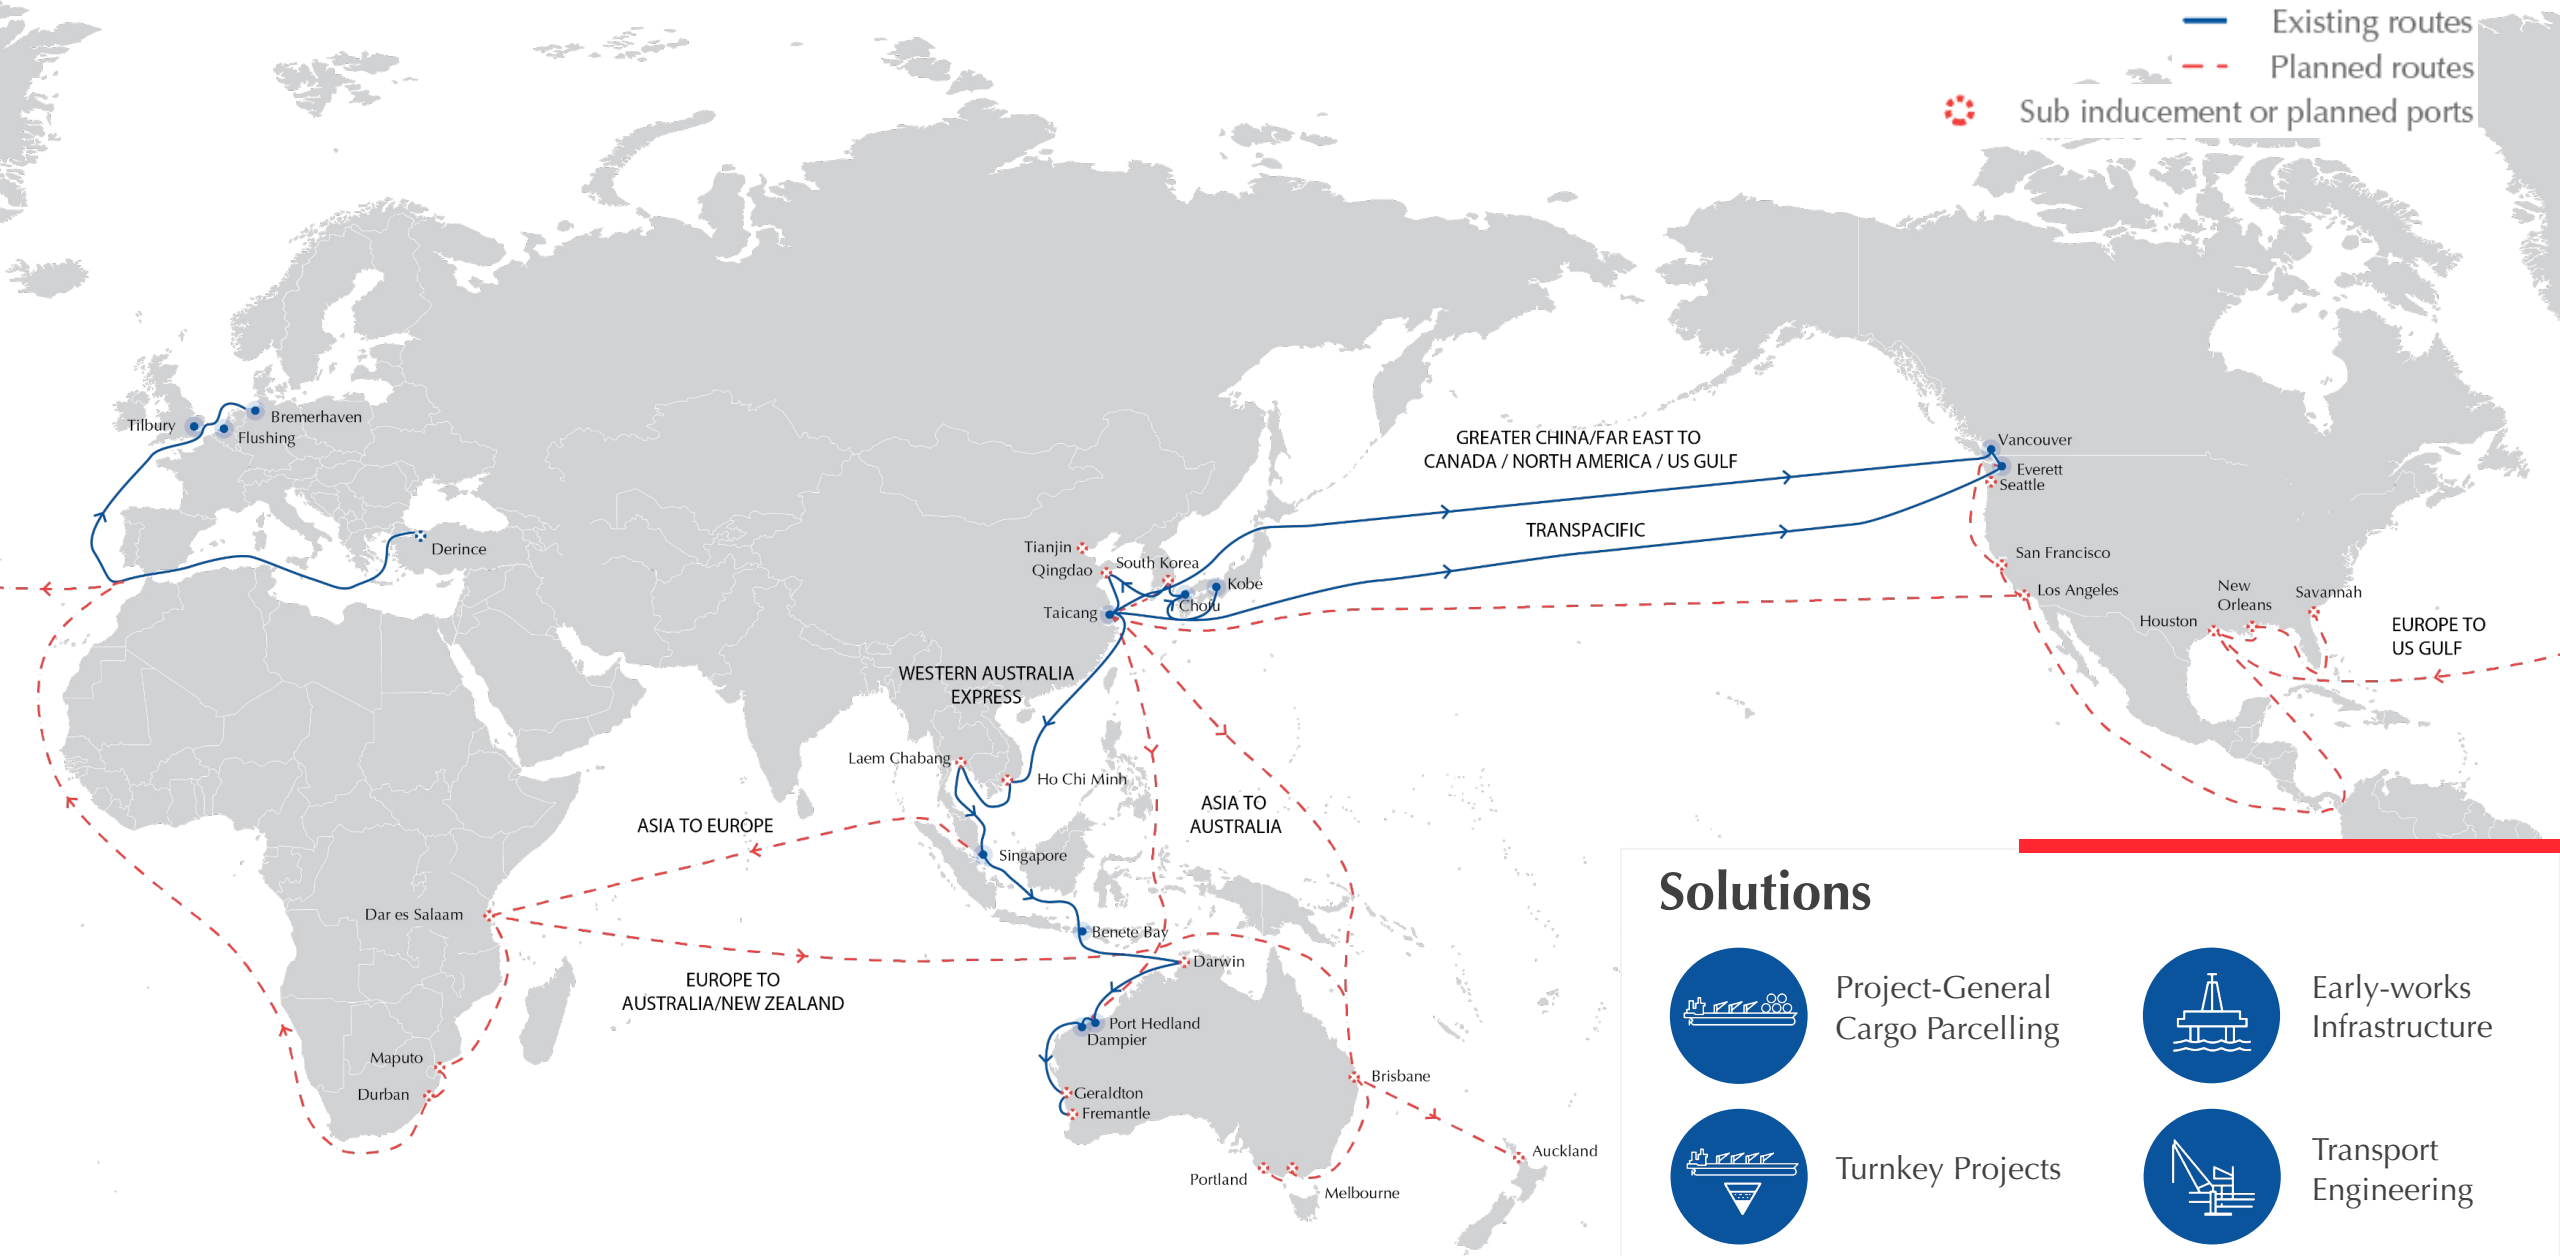 Existing routes
Planned routes
Sub inducement or planned ports
Tilbury
Bremerhaven
Flushing
Derince
GREATER CHINA/FAR EAST TO
CANADA / NORTH AMERICA / US GULF
TRANSPACIFIC
Vancouver
Everett
Seattle
San Francisco
Los Angeles
New
Orleans
Savannah
Houston
EUROPE TO
US GULF
Tianjin
South Korea
Qingdao
Kobe
Chofu
Taicang
WESTERN AUSTRALIA
EXPRESS
Laem Chabang
Ho Chi Minh
ASIA TO
AUSTRALIA
ASIA TO EUROPE
Singapore
Dar es Salaam
Benete Bay
Darwin
EUROPE TO
AUSTRALIA/NEW ZEALAND
Port Hedland
Dampier
Maputo
Durban
Geraldton
Fremantle
Brisbane
Auckland
Portland
Melbourne
Solutions
Project-General
Cargo Parcelling
Early-works
Infrastructure
Turnkey Projects
Transport
Engineering